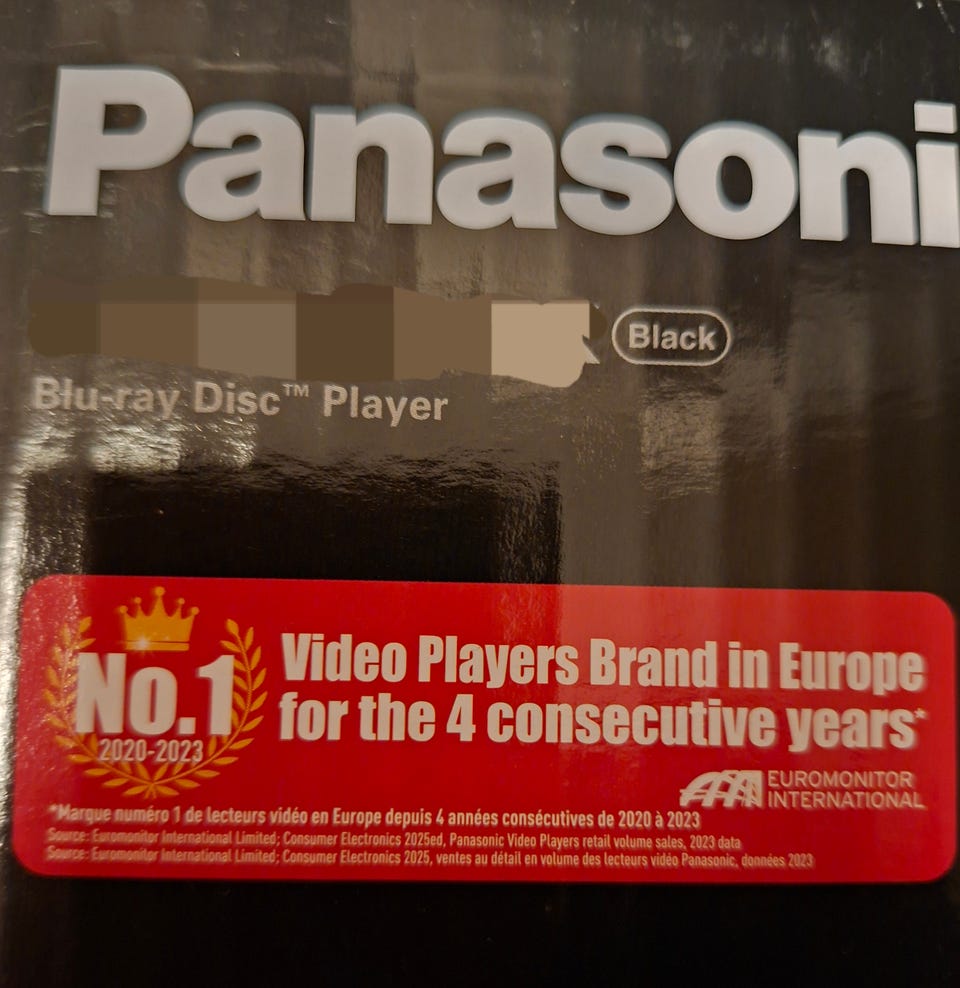 Panasoni
Black
Blu-ray Disc™ Player
No.1
2020-2023
Video Players Brand in Europe
for the 4 consecutive years*
EUROMONITOR
INTERNATIONAL
*Marque numéro 1 de lecteurs vidéo en Europe depuis 4 années consécutives de 2020 à 2023
Source: Euromonitor International Limited; Consumer Electronics 2025ed, Panasonic Video Players retail volume sales, 2023 data
Source: Euromonitor International Limited; Consumer Electronics 2025, ventes au détail en volume des lecteurs vidéo Panasonic, données 2023